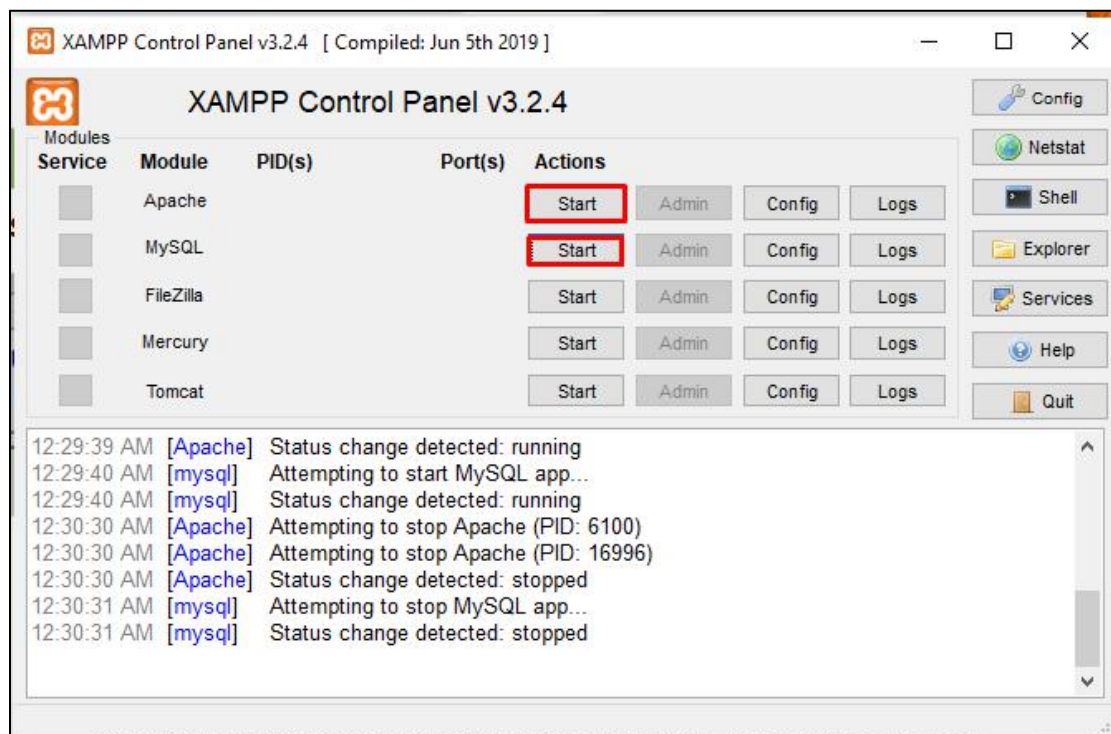 XAMPP Control Panel v3.2.4 [ Compiled: Jun 5th 2019 ]
XAMPP Control Panel v3.2.4
Config
Modules
Service Module PID(s) Port(s) Actions
Netstat
Apache Start Admin Config Logs
Shell
MySQL Start Admin Config Logs
Explorer
FileZilla Start Admin Config Logs
Services
Mercury Start Admin Config Logs
Help
Tomcat Start Admin Config Logs
Quit
12:29:39 AM [Apache] Status change detected: running
12:29:40 AM [mysql] Attempting to start MySQL app...
12:29:40 AM [mysql] Status change detected: running
12:30:30 AM [Apache] Attempting to stop Apache (PID: 6100)
12:30:30 AM [Apache] Attempting to stop Apache (PID: 16996)
12:30:30 AM [Apache] Status change detected: stopped
12:30:31 AM [mysql] Attempting to stop MySQL app...
12:30:31 AM [mysql] Status change detected: stopped